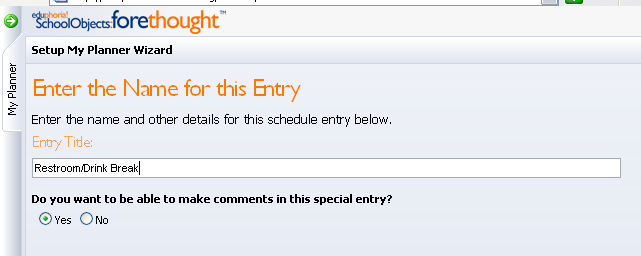 eduphoria!
SchoolObjects:forethought™
My Planner
Setup My Planner Wizard
Enter the Name for this Entry
Enter the name and other details for this schedule entry below.
Entry Title:
Restroom/Drink Break
Do you want to be able to make comments in this special entry?
Yes No